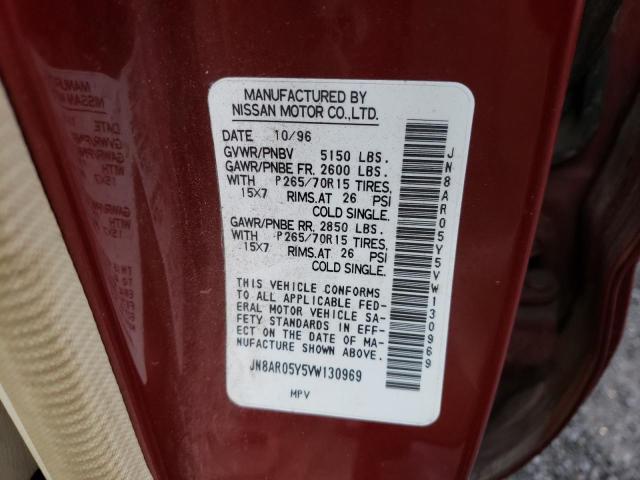 MANUFACTURED BY
NISSAN MOTOR CO.,LTD.
DATE 10/96
GVWR/PNBV 5150 LBS.
GAWR/PNBE FR. 2600 LBS.
WITH P265/70R15 TIRES,
15X7 RIMS.AT 26 PSI
COLD SINGLE.
GAWR/PNBE RR. 2850 LBS.
WITH P265/70R15 TIRES,
15X7 RIMS.AT 26 PSI
COLD SINGLE.
THIS VEHICLE CONFORMS
TO ALL APPLICABLE FED-
ERAL MOTOR VEHICLE SA-
FETY STANDARDS IN EFF-
ECT ON THE DATE OF MA-
NUFACTURE SHOWN ABOVE.
JN8AR05Y5VW130969
MPV
JN8AR05Y5VW130969